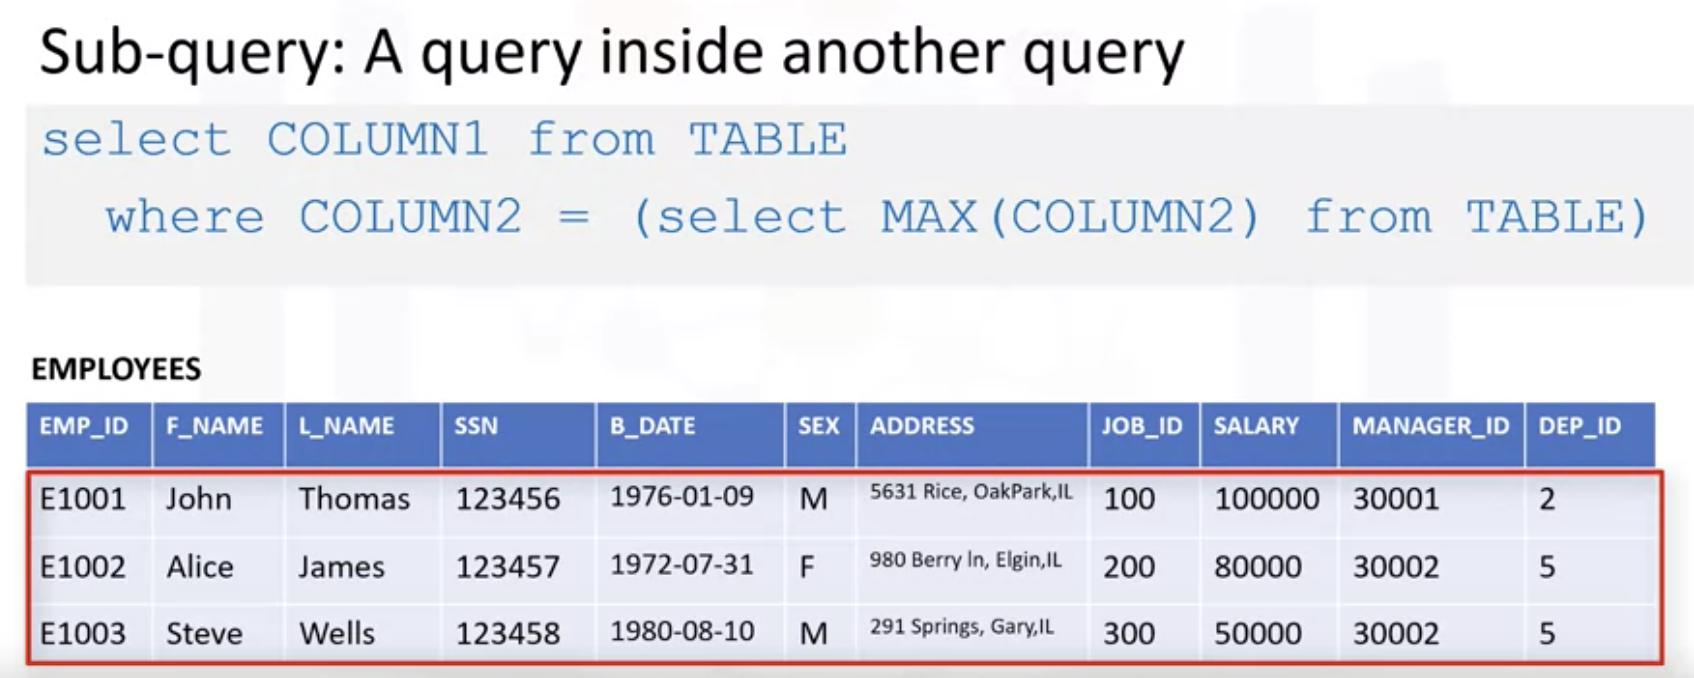 Sub-query: A query inside another query
select COLUMN1 from TABLE
where COLUMN2 = (select MAX(COLUMN2) from TABLE)
EMPLOYEES
EMP_ID F_NAME L_NAME SSN B_DATE SEX ADDRESS JOB_ID SALARY MANAGER_ID DEP_ID
E1001 John Thomas 123456 1976-01-09 M 5631 Rice, OakPark,IL 100 100000 30001 2
E1002 Alice James 123457 1972-07-31 F 980 Berry ln, Elgin,IL 200 80000 30002 5
E1003 Steve Wells 123458 1980-08-10 M 291 Springs, Gary,IL 300 50000 30002 5